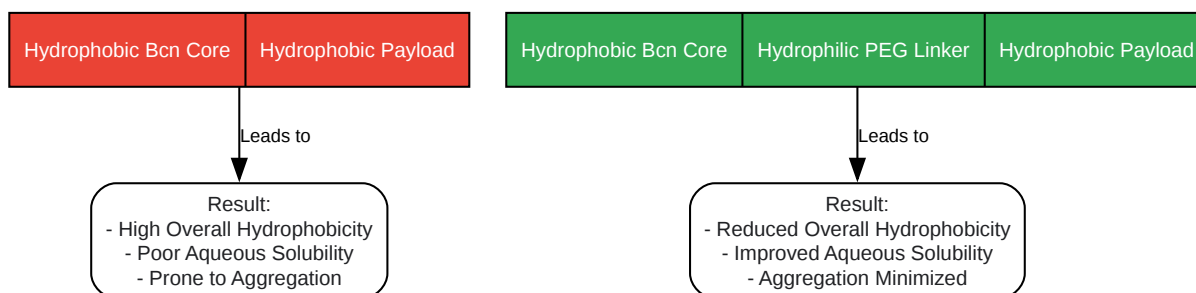 Hydrophobic Bcn Core
Hydrophobic Payload
Leads to
Result:
- High Overall Hydrophobicity
- Poor Aqueous Solubility
- Prone to Aggregation
Hydrophobic Bcn Core
Hydrophilic PEG Linker
Hydrophobic Payload
Leads to
Result:
- Reduced Overall Hydrophobicity
- Improved Aqueous Solubility
- Aggregation Minimized